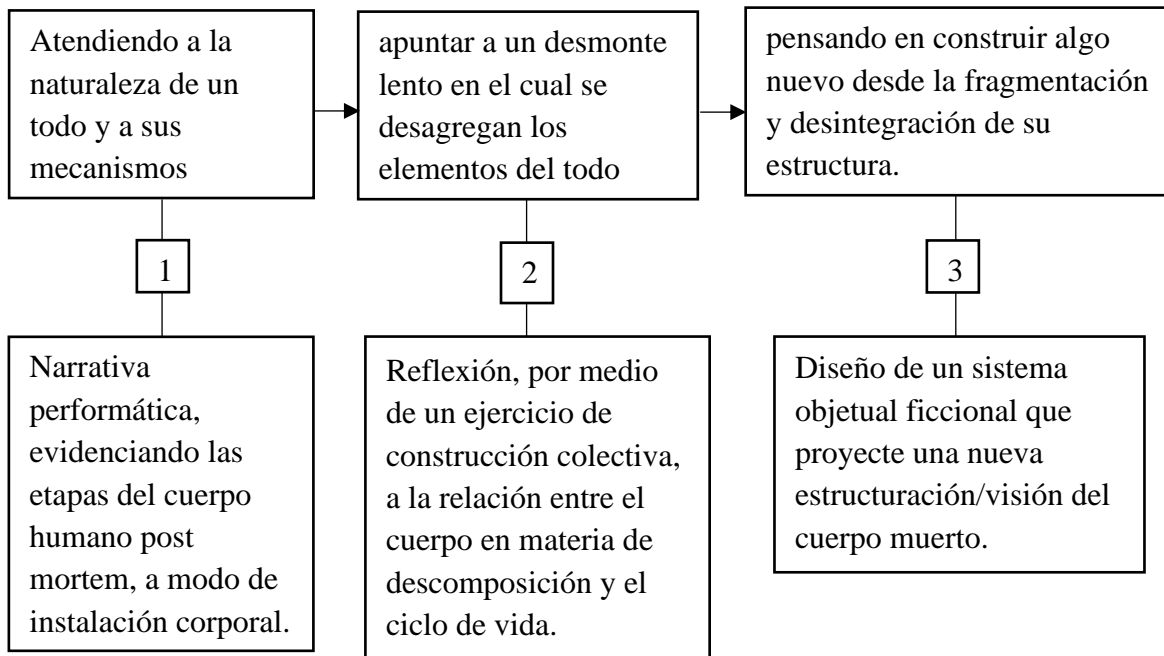 Atendiendo a la
naturaleza de un
todo y a sus
mecanismos
apuntar a un desmonte
lento en el cual se
desagregan los
elementos del todo
pensando en construir algo
nuevo desde la fragmentación
y desintegración de su
estructura.
1
2
3
Narrativa
performática,
evidenciando las
etapas del cuerpo
humano post
mortem, a modo de
instalación corporal.
Reflexión, por medio
de un ejercicio de
construcción colectiva,
a la relación entre el
cuerpo en materia de
descomposición y el
ciclo de vida.
Diseño de un sistema
objetual ficcional que
proyecte una nueva
estructuración/visión del
cuerpo muerto.